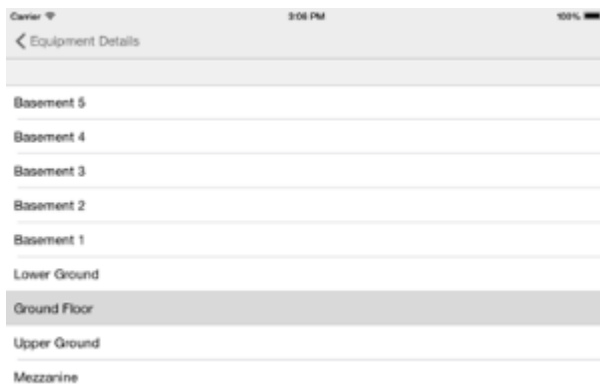 Carrier 3:06 PM 100%
Equipment Details
Basement 5
Basement 4
Basement 3
Basement 2
Basement 1
Lower Ground
Ground Floor
Upper Ground
Mezzanine